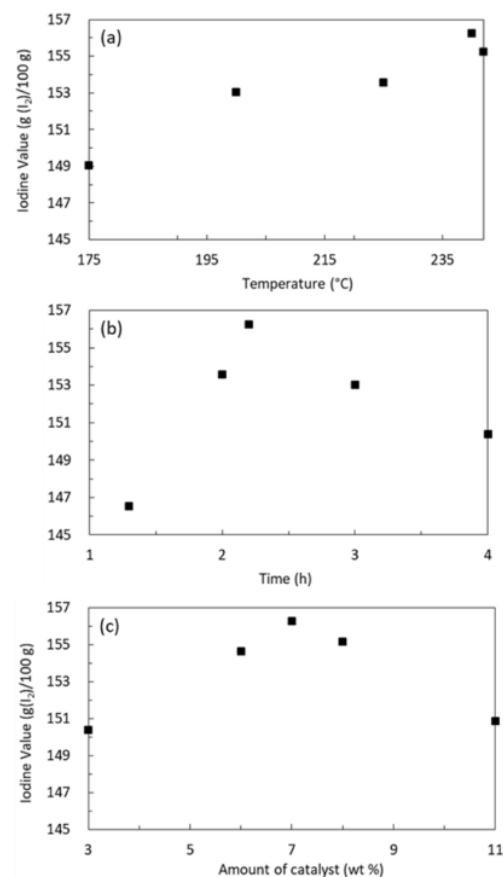 (a)
Iodine Value (g (I₂)/100 g)
157
155
153
151
149
147
145
175 195 215 235
Temperature (°C)
(b)
Iodine Value (g(I₂)/100 g)
157
155
153
151
149
147
145
1 2 3 4
Time (h)
(c)
Iodine Value (g(I₂)/100 g)
157
155
153
151
149
147
145
3 5 7 9 11
Amount of catalyst (wt %)